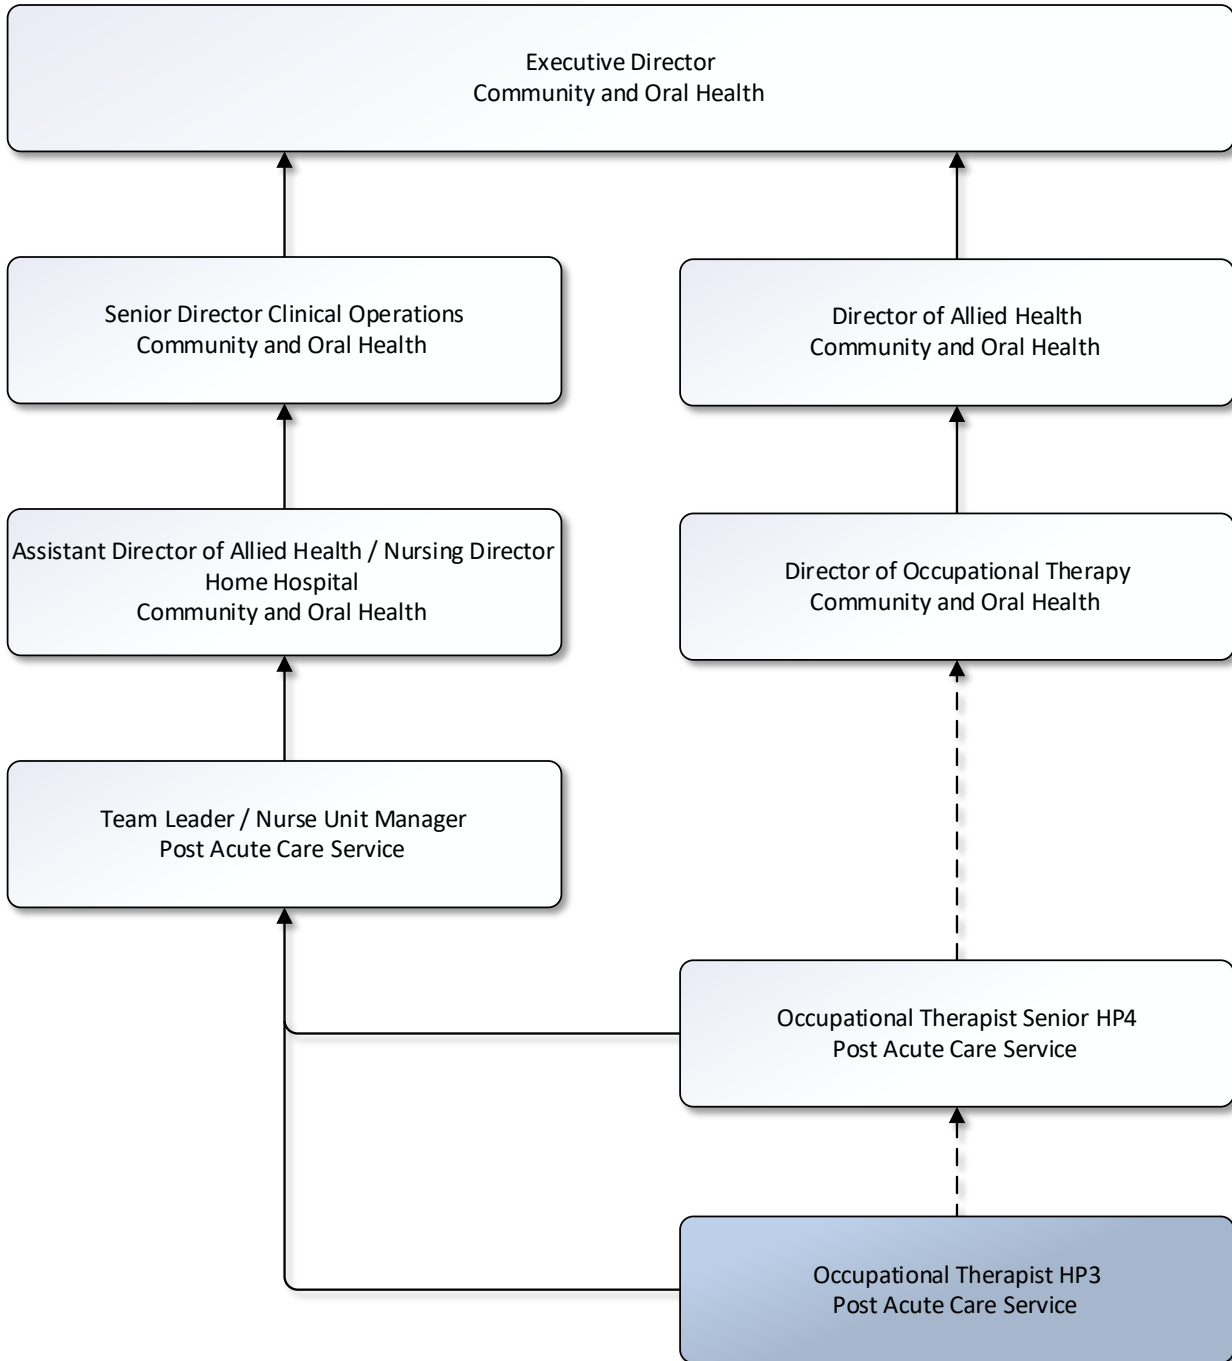 Executive Director
Community and Oral Health
Senior Director Clinical Operations
Community and Oral Health
Director of Allied Health
Community and Oral Health
Assistant Director of Allied Health / Nursing Director
Home Hospital
Community and Oral Health
Director of Occupational Therapy
Community and Oral Health
Team Leader / Nurse Unit Manager
Post Acute Care Service
Occupational Therapist Senior HP4
Post Acute Care Service
Occupational Therapist HP3
Post Acute Care Service